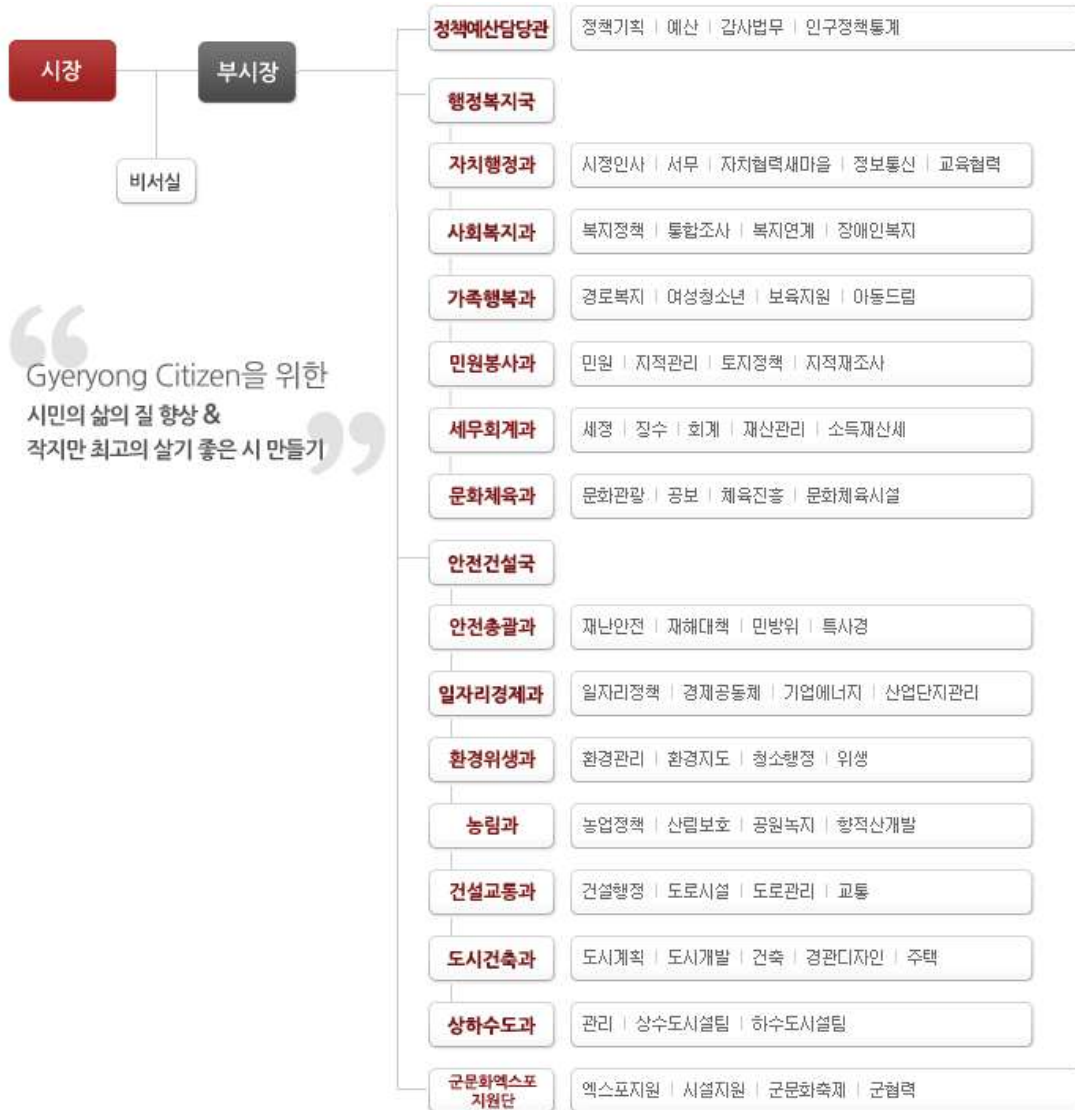 시장
부시장
비서실
Gyeryong Citizen을 위한
시민의 삶의 질 향상 &
작지만 최고의 살기 좋은 시 만들기
정책예산담당관
정책기획 | 예산 | 감사법무 | 인구정책통계
행정복지국
자치행정과
시정인사 | 서무 | 자치협력새마을 | 정보통신 | 교육협력
사회복지과
복지정책 | 통합조사 | 복지연계 | 장애인복지
가족행복과
경로복지 | 여성청소년 | 보육지원 | 아동드림
민원봉사과
민원 | 지적관리 | 토지정책 | 지적재조사
세무회계과
세정 | 징수 | 회계 | 재산관리 | 소득재산세
문화체육과
문화관광 | 공보 | 체육진흥 | 문화체육시설
안전건설국
안전총괄과
재난안전 | 재해대책 | 민방위 | 특사경
일자리경제과
일자리정책 | 경제공동체 | 기업에너지 | 산업단지관리
환경위생과
환경관리 | 환경지도 | 청소행정 | 위생
농림과
농업정책 | 산림보호 | 공원녹지 | 향적산개발
건설교통과
건설행정 | 도로시설 | 도로관리 | 교통
도시건축과
도시계획 | 도시개발 | 건축 | 경관디자인 | 주택
상하수도과
관리 | 상수도시설팀 | 하수도시설팀
군문화엑스포
지원단
엑스포지원 | 시설지원 | 군문화축제 | 군협력